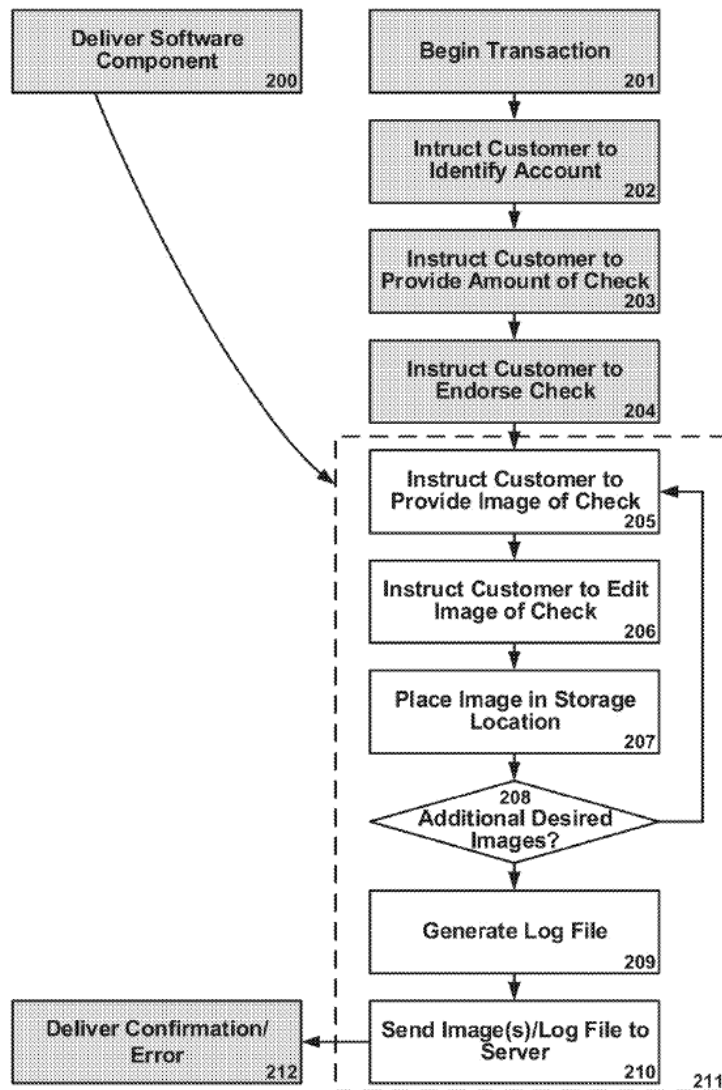 Deliver Software
Component
200
Begin Transaction
201
Intruct Customer to
Identify Account
202
Instruct Customer to
Provide Amount of Check
203
Instruct Customer to
Endorse Check
204
Instruct Customer to
Provide Image of Check
205
Instruct Customer to Edit
Image of Check
206
Place Image in Storage
Location
207
208
Additional Desired
Images?
Generate Log File
209
Send Image(s)/Log File to
Server
210
211
Deliver Confirmation/
Error
212